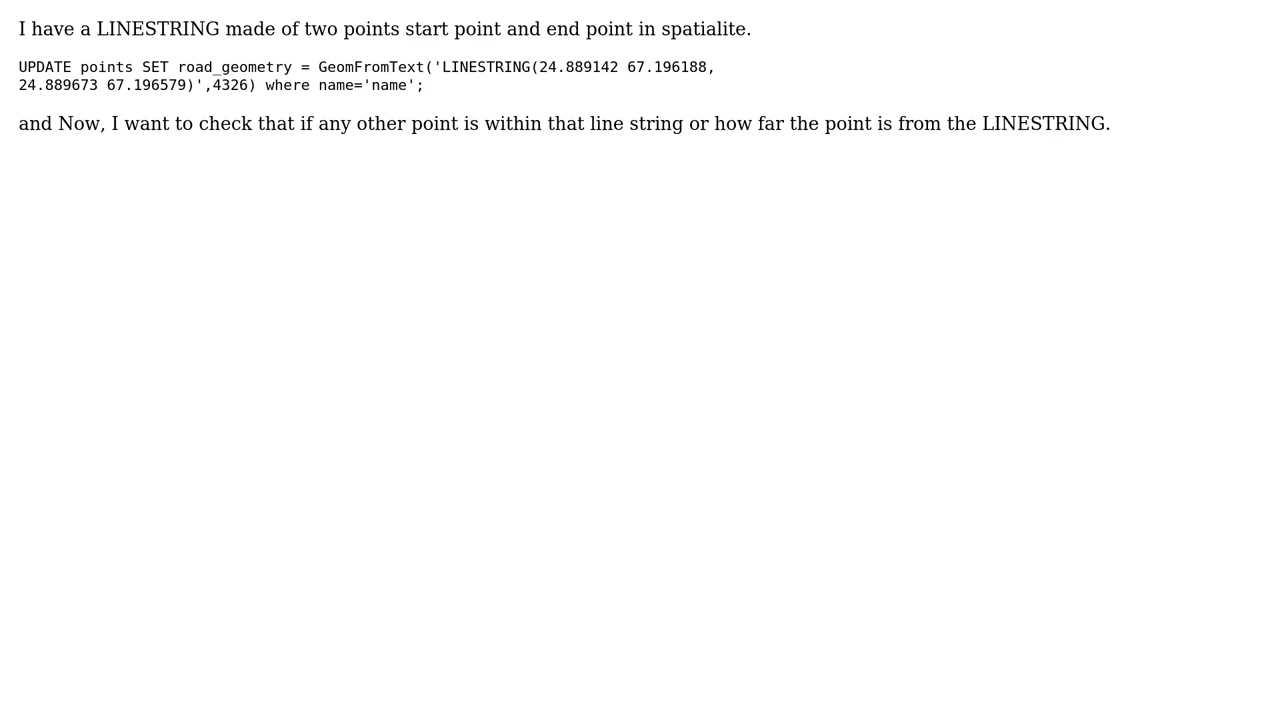 I have a LINESTRING made of two points start point and end point in spatialite.
UPDATE points SET road_geometry = GeomFromText('LINESTRING(24.889142 67.196188,
24.889673 67.196579)',4326) where name='name';
and Now, I want to check that if any other point is within that line string or how far the point is from the LINESTRING.